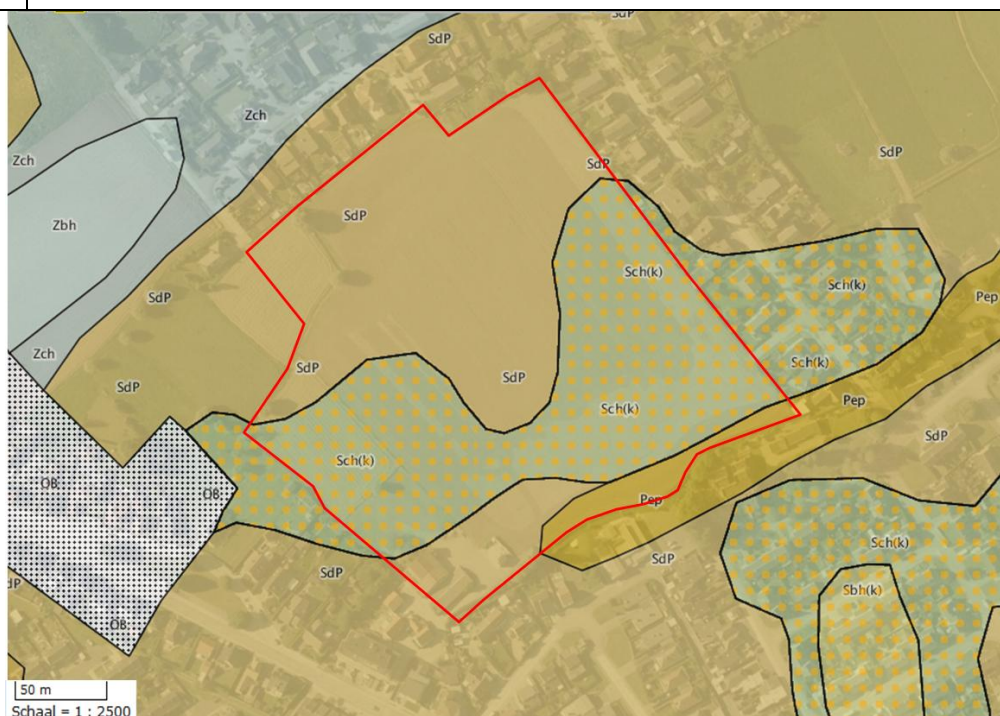 SdP
SdP
Zch
SdP
Zch
SdP
SdP
Zbh
Sch(k)
Sch(k)
SdP
Pep
Zch
SdP
SdP
SdP
Sch(k)
Pep
Sch(k)
SdP
Sch(k)
OB
OB
Pep
Sch(k)
SdP
SdP
dP
Sbh(k)
OB
50 m
Schaal = 1 : 2500